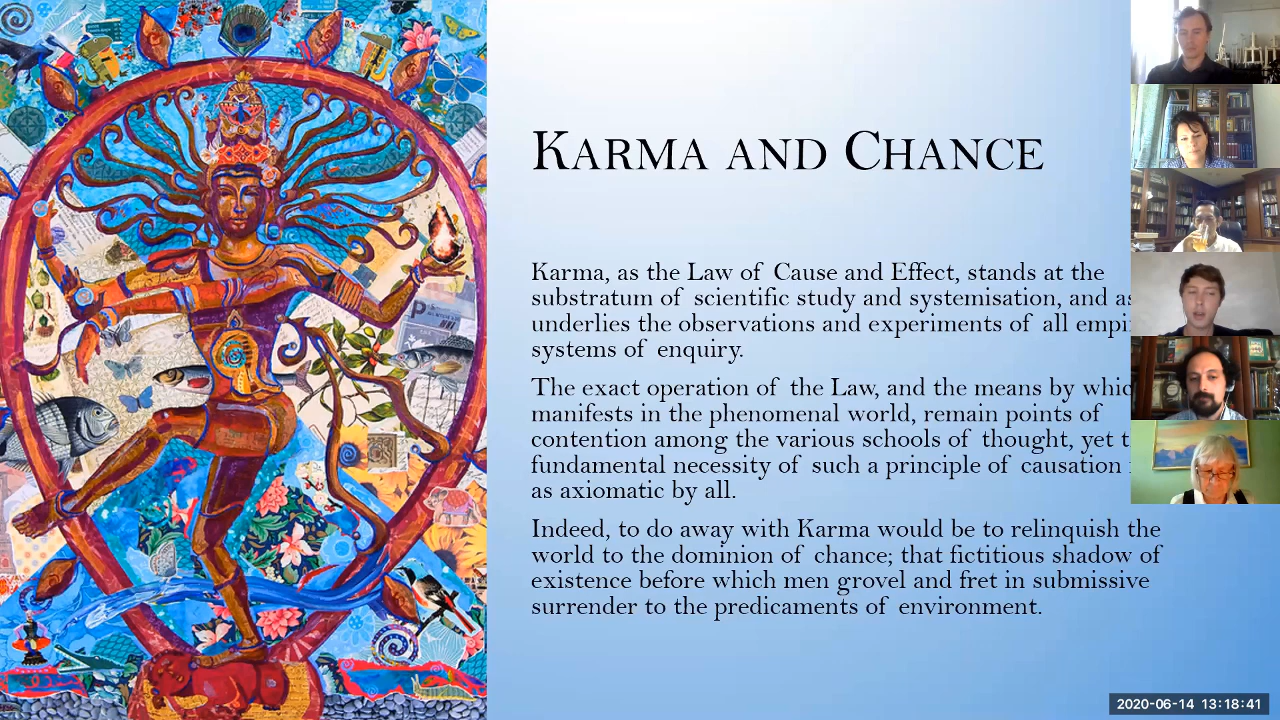 KARMA AND CHANCE
Karma, as the Law of Cause and Effect, stands at the
substratum of scientific study and systemisation, and as
underlies the observations and experiments of all
systems of enquiry.
The exact operation of the Law, and the means by
manifests in the phenomenal world, remain points of
contention among the various schools of thought, yet
fundamental necessity of such a principle of causation
as axiomatic by all.
Indeed, to do away with Karma would be to relinquish the
world to the dominion of chance; that fictitious shadow of
existence before which men grovel and fret in submissive
surrender to the predicaments of environment.
2020-06-14 13:18:41